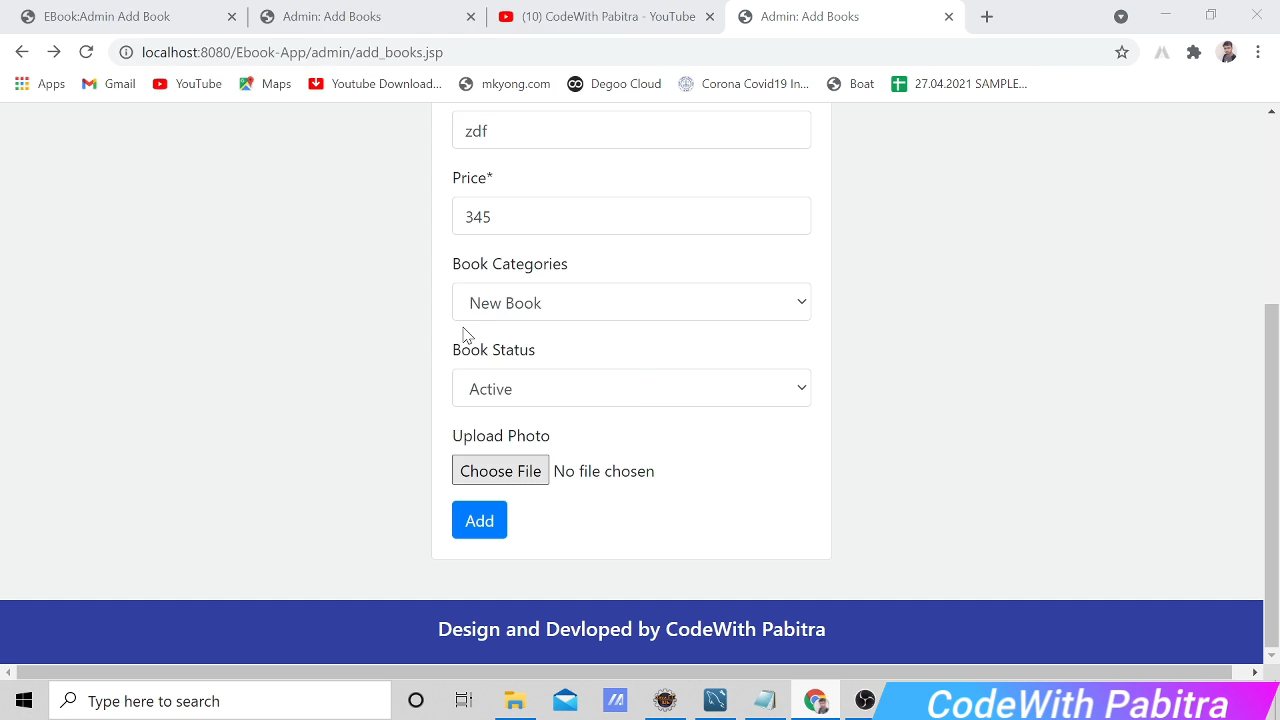 EBook:Admin Add Book
Admin: Add Books
(10) CodeWith Pabitra - YouTube
Admin: Add Books
localhost:8080/Ebook-App/admin/add_books.jsp
Apps
Gmail
YouTube
Maps
Youtube Download...
mkyong.com
Degoo Cloud
Corona Covid19 In...
Boat
27.04.2021 SAMPLE...
zdf
Price*
345
Book Categories
New Book
Book Status
Active
Upload Photo
Choose File No file chosen
Add
Design and Devloped by CodeWith Pabitra
Type here to search
CodeWith Pabitra